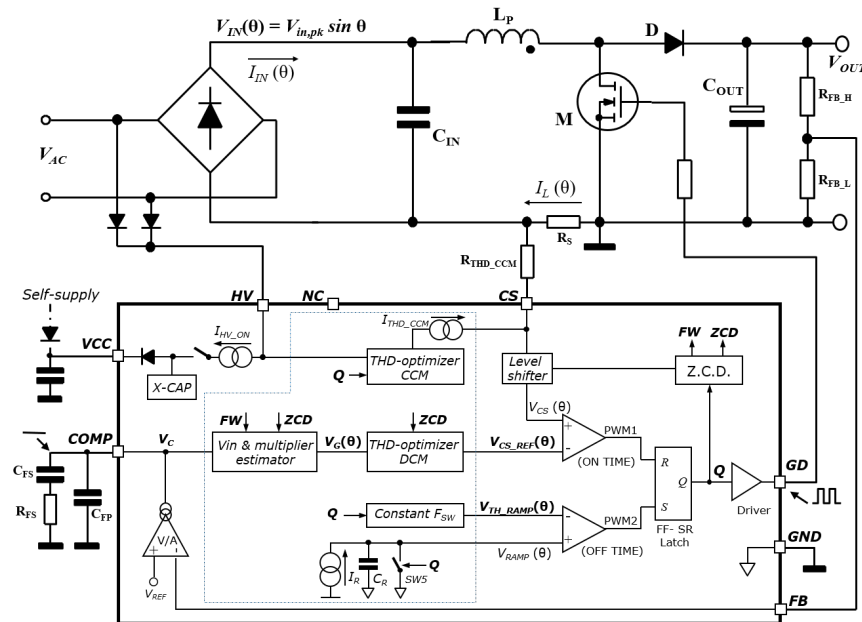 V_IN(θ) = V_in,pk sin θ
I_IN (θ)
L_P
D
V_OUT
C_OUT
R_FB_H
M
C_IN
V_AC
R_FB_L
I_L (θ)
R_S
R_THD_CCM
Self-supply
HV
NC
CS
I_THD_CCM
I_HV_ON
FW
ZCD
VCC
THD-optimizer
CCM
Level
shifter
Z.C.D.
X-CAP
Q
V_CS (θ)
COMP
V_C
FW
ZCD
ZCD
PWM1
V_G(θ)
V_CS_REF(θ)
+
-
Vin & multiplier
estimator
THD-optimizer
DCM
(ON TIME)
R
Q
Q
GD
C_FS
S
Driver
R_FS
C_FP
Q
Constant F_SW
V_TH_RAMP(θ)
-
+
PWM2
FF- SR
Latch
V/A
+
-
V_RAMP (θ)
(OFF TIME)
GND
I_R
C_R
SW5
Q
V_REF
FB